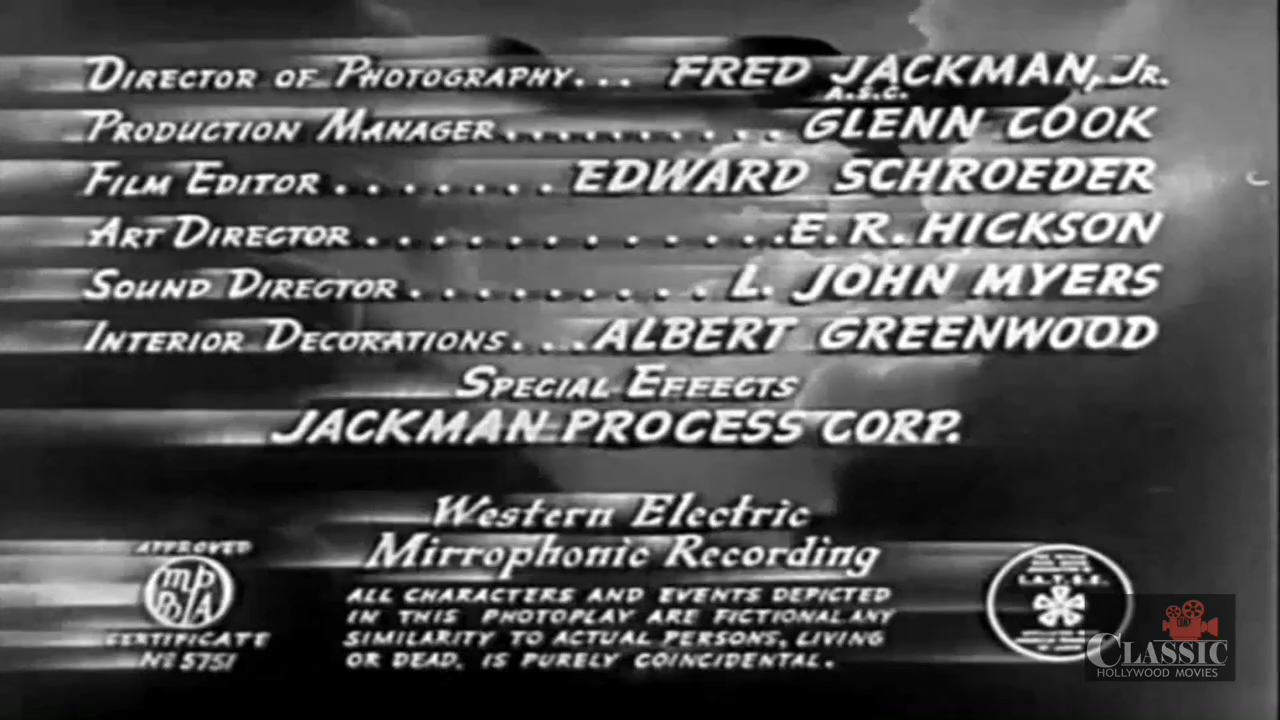 DIRECTOR OF PHOTOGRAPHY... FRED JACKMAN, JR.
A.S.C.
PRODUCTION MANAGER.......... GLENN COOK
FILM EDITOR........ EDWARD SCHROEDER
ART DIRECTOR.............E.R. HICKSON
SOUND DIRECTOR......... L. JOHN MYERS
INTERIOR DECORATIONS...ALBERT GREENWOOD
SPECIAL EFFECTS
JACKMAN PROCESS CORP.
Western Electric
Mirrophonic Recording
ALL CHARACTERS AND EVENTS DEPICTED
IN THIS PHOTOPLAY ARE FICTIONAL ANY
SIMILARITY TO ACTUAL PERSONS, LIVING
OR DEAD, IS PURELY COINCIDENTAL.
APPROVED
MPPDA
CERTIFICATE
No 5751
I.A.T.S.E.
CLASSIC
HOLLYWOOD MOVIES